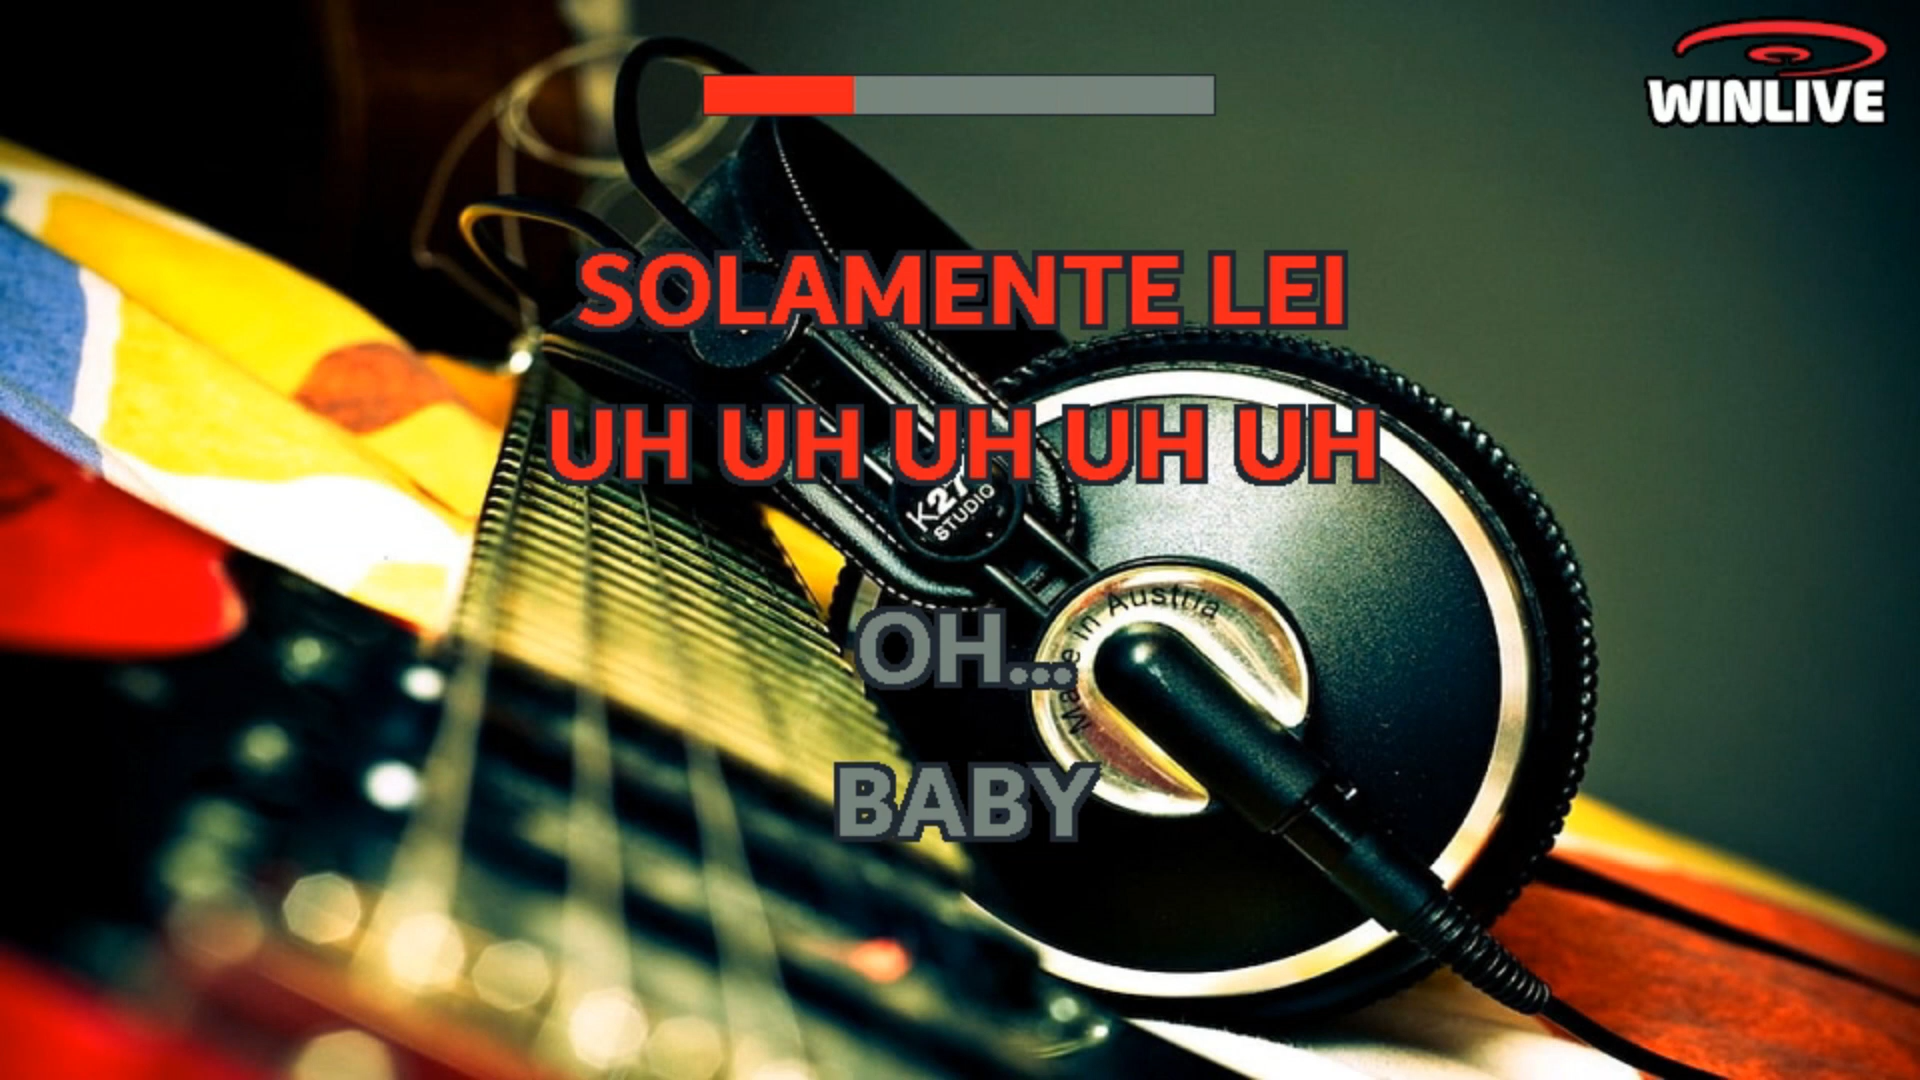 WINLIVE
SOLAMENTE LEI
UH UH UH UH UH
K27
STUDIO
Made in Austria
OH...
BABY